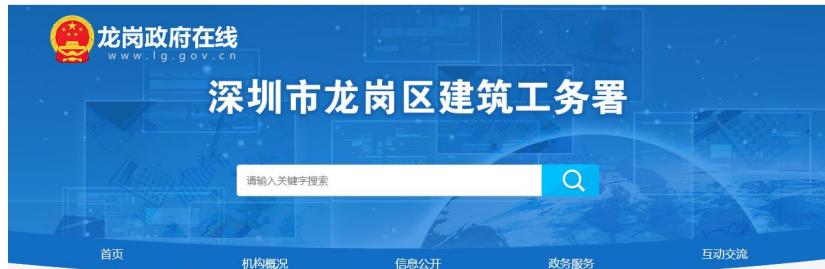 龙岗政府在线
www.lg.gov.cn
深圳市龙岗区建筑工务署
请输入关键字搜索
首页 机构概况 信息公开 政务服务 互动交流